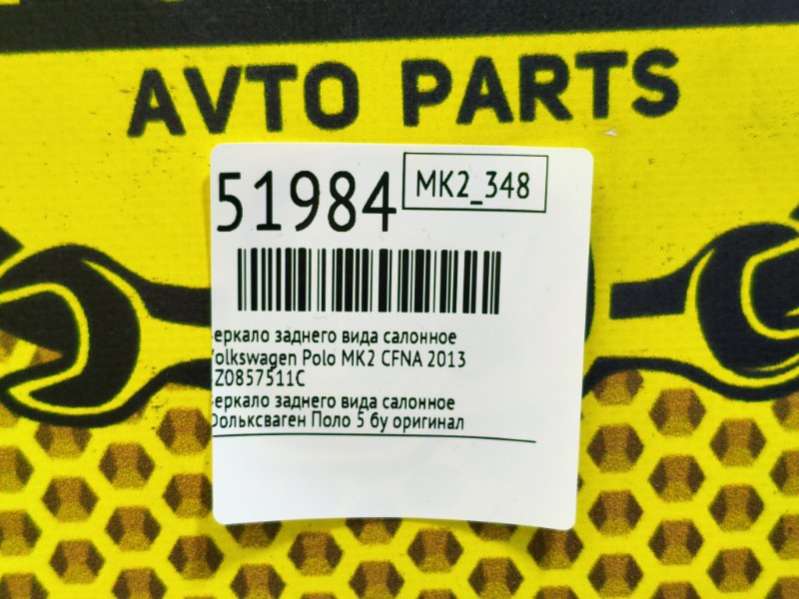 AVTO PARTS
51984
MK2_348
еркало заднего вида салонное
olkswagen Polo MK2 CFNA 2013
Z0857511C
еркало заднего вида салонное
Фольксваген Поло 5 бу оригинал